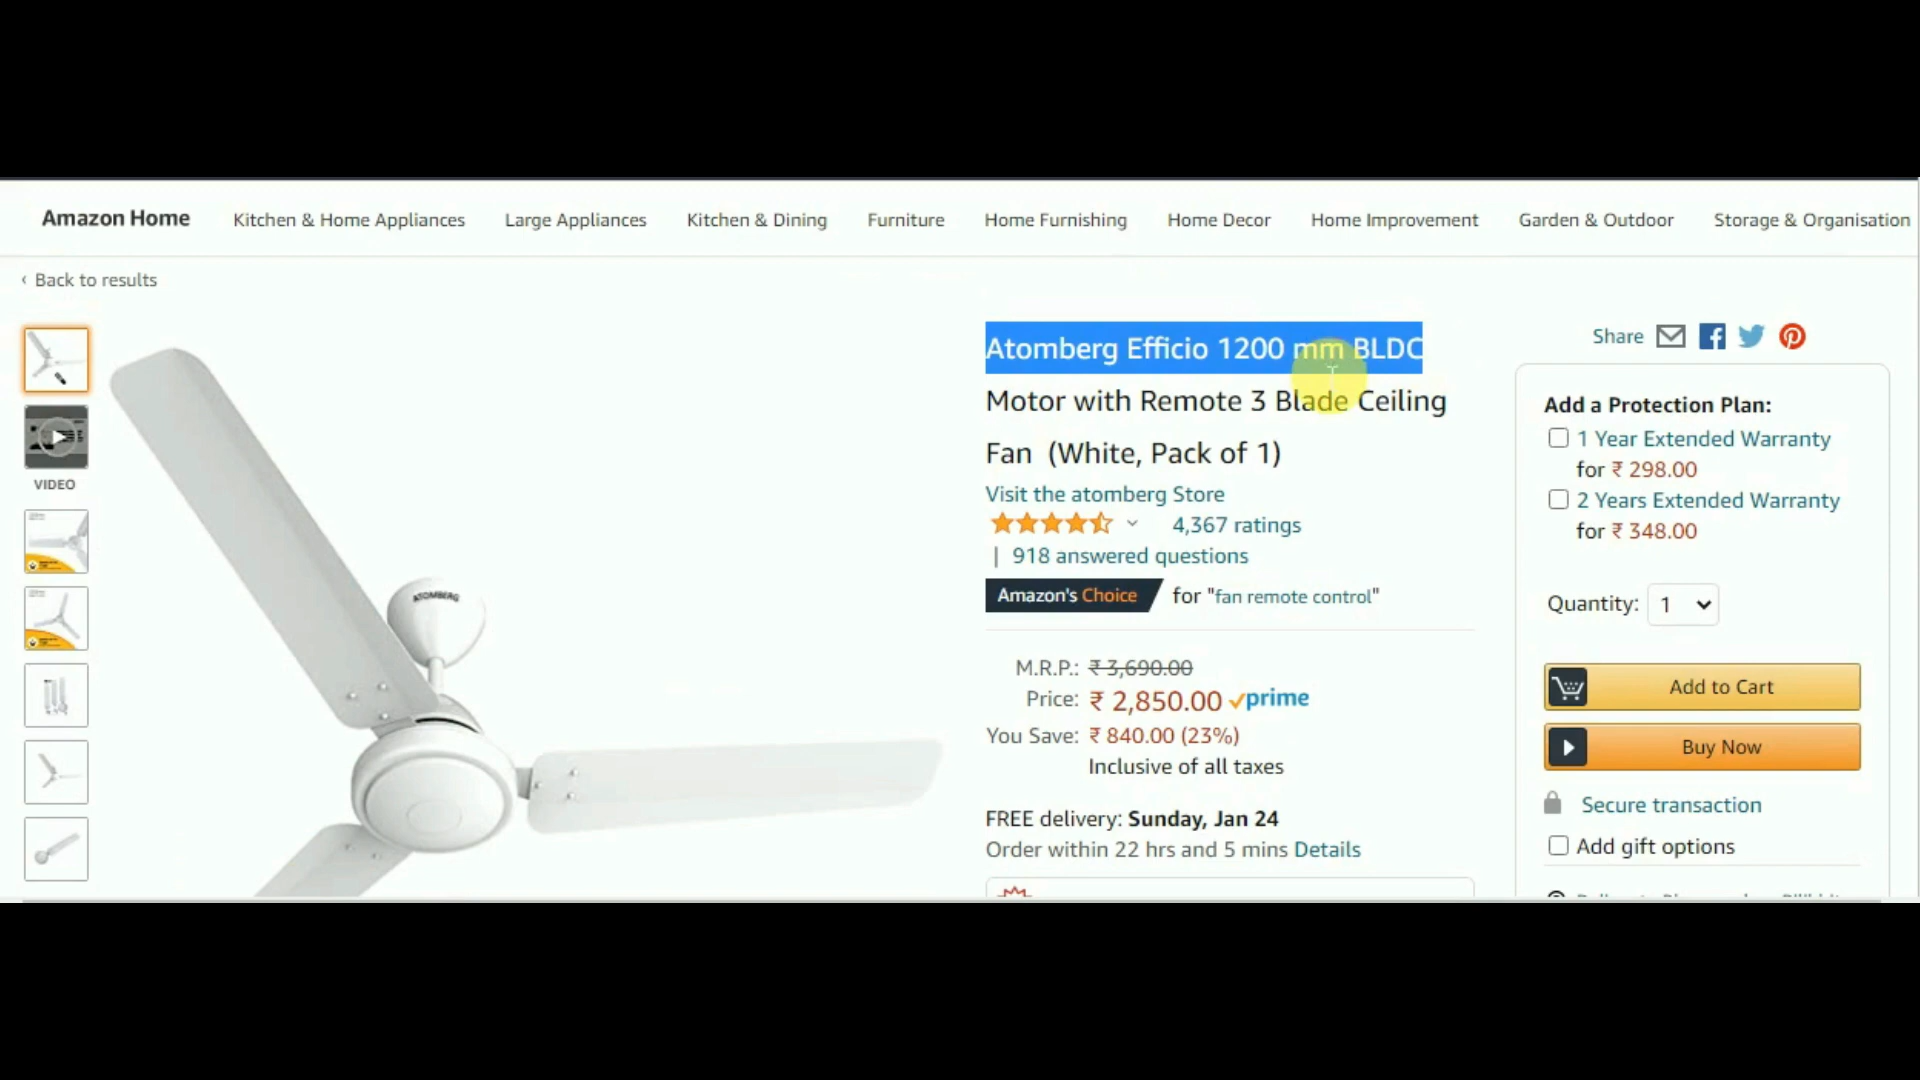 Amazon Home Kitchen & Home Appliances Large Appliances Kitchen & Dining Furniture Home Furnishing Home Decor Home Improvement Garden & Outdoor Storage & Organisation
‹ Back to results
VIDEO
ATOMBERG
Atomberg Efficio 1200 mm BLDC
Motor with Remote 3 Blade Ceiling
Fan (White, Pack of 1)
Visit the atomberg Store
4,367 ratings
| 918 answered questions
Amazon's Choice for "fan remote control"
M.R.P.: ₹ 3,690.00
Price: ₹ 2,850.00 prime
You Save: ₹ 840.00 (23%)
Inclusive of all taxes
FREE delivery: Sunday, Jan 24
Order within 22 hrs and 5 mins Details
Share
Add a Protection Plan:
1 Year Extended Warranty
for ₹ 298.00
2 Years Extended Warranty
for ₹ 348.00
Quantity: 1
Add to Cart
Buy Now
Secure transaction
Add gift options